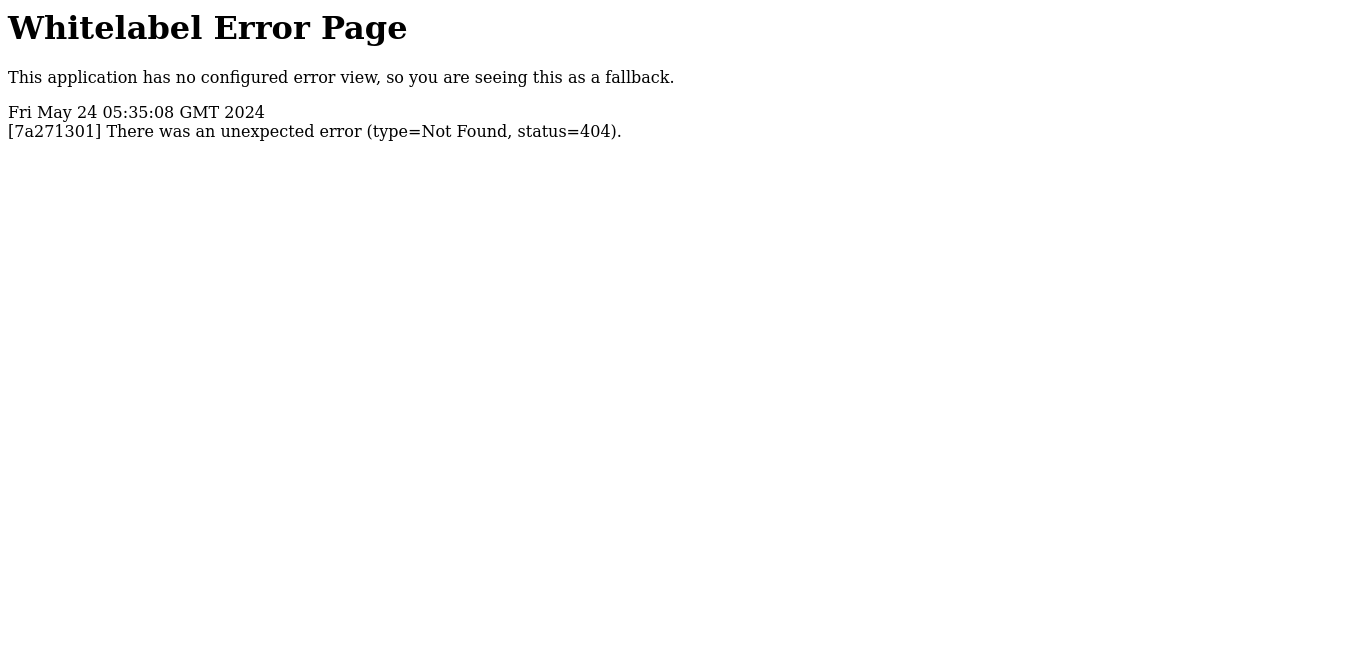 Whitelabel Error Page
This application has no configured error view, so you are seeing this as a fallback.
Fri May 24 05:35:08 GMT 2024
[7a271301] There was an unexpected error (type=Not Found, status=404).